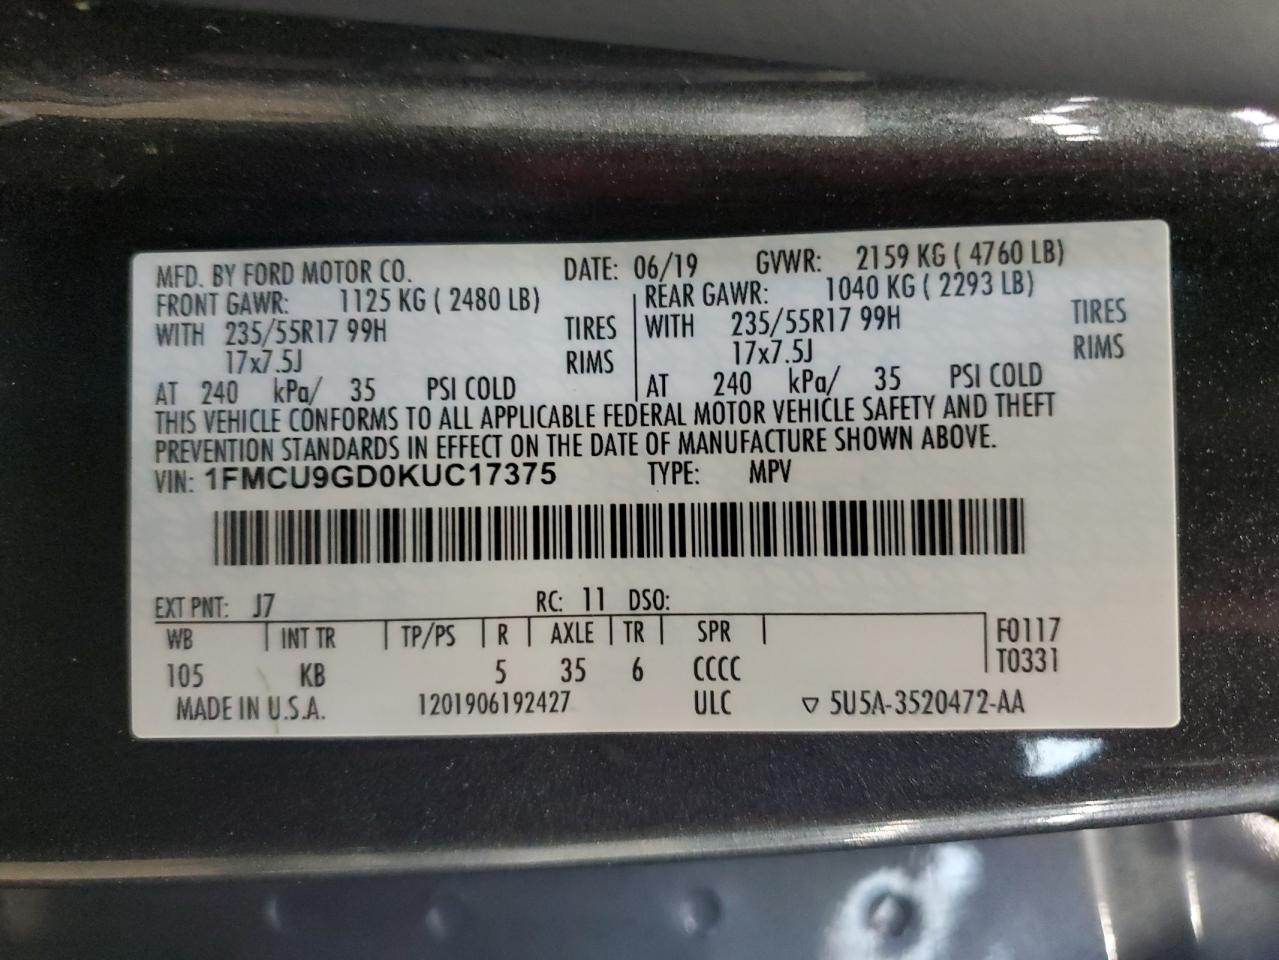 MFD. BY FORD MOTOR CO. DATE: 06/19 GVWR: 2159 KG ( 4760 LB)
FRONT GAWR: 1125 KG ( 2480 LB) REAR GAWR: 1040 KG ( 2293 LB)
WITH 235/55R17 99H TIRES WITH 235/55R17 99H TIRES
17x7.5J RIMS 17x7.5J RIMS
AT 240 kPa/ 35 PSI COLD AT 240 kPa/ 35 PSI COLD
THIS VEHICLE CONFORMS TO ALL APPLICABLE FEDERAL MOTOR VEHICLE SAFETY AND THEFT
PREVENTION STANDARDS IN EFFECT ON THE DATE OF MANUFACTURE SHOWN ABOVE.
VIN: 1FMCU9GD0KUC17375 TYPE: MPV
EXT PNT: J7 RC: 11 DSO:
WB INT TR TP/PS R AXLE TR SPR F0117
105 KB 5 35 6 CCCC T0331
MADE IN U.S.A. 1201906192427 ULC ▽ 5U5A-3520472-AA